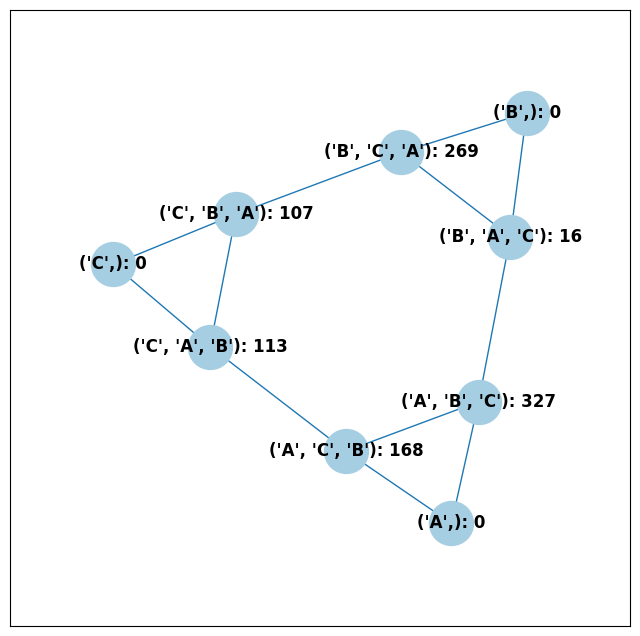 ('B',): 0
('B', 'C', 'A'): 269
('C', 'B', 'A'): 107
('B', 'A', 'C'): 16
('C',): 0
('C', 'A', 'B'): 113
('A', 'B', 'C'): 327
('A', 'C', 'B'): 168
('A',): 0